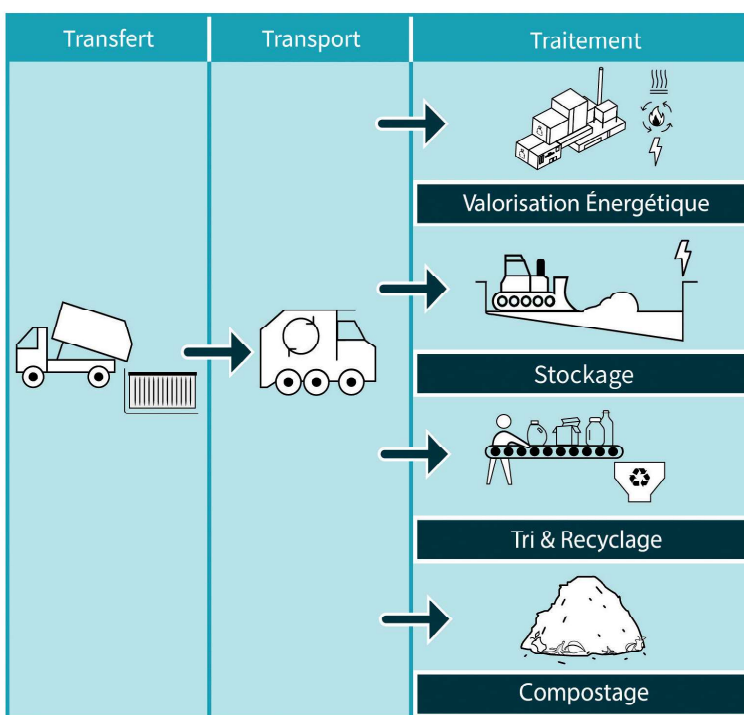 Transfert
Transport
Traitement
Valorisation Énergétique
Stockage
Tri & Recyclage
Compostage